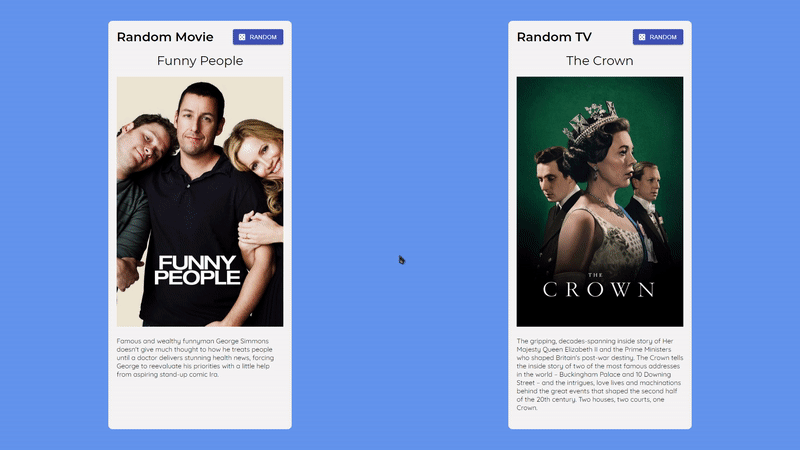 Random Movie
RANDOM
Funny People
FUNNY
PEOPLE
Famous and wealthy funnyman George Simmons
doesn't give much thought to how he treats people
until a doctor delivers stunning health news, forcing
George to reevaluate his priorities with a little help
from aspiring stand-up comic Ira.
Random TV
RANDOM
The Crown
THE
CROWN
The gripping, decades-spanning inside story of Her
Majesty Queen Elizabeth II and the Prime Ministers
who shaped Britain's post-war destiny. The Crown tells
the inside story of two of the most famous addresses
in the world – Buckingham Palace and 10 Downing
Street – and the intrigues, love lives and machinations
behind the great events that shaped the second half
of the 20th century. Two houses, two courts, one
Crown.